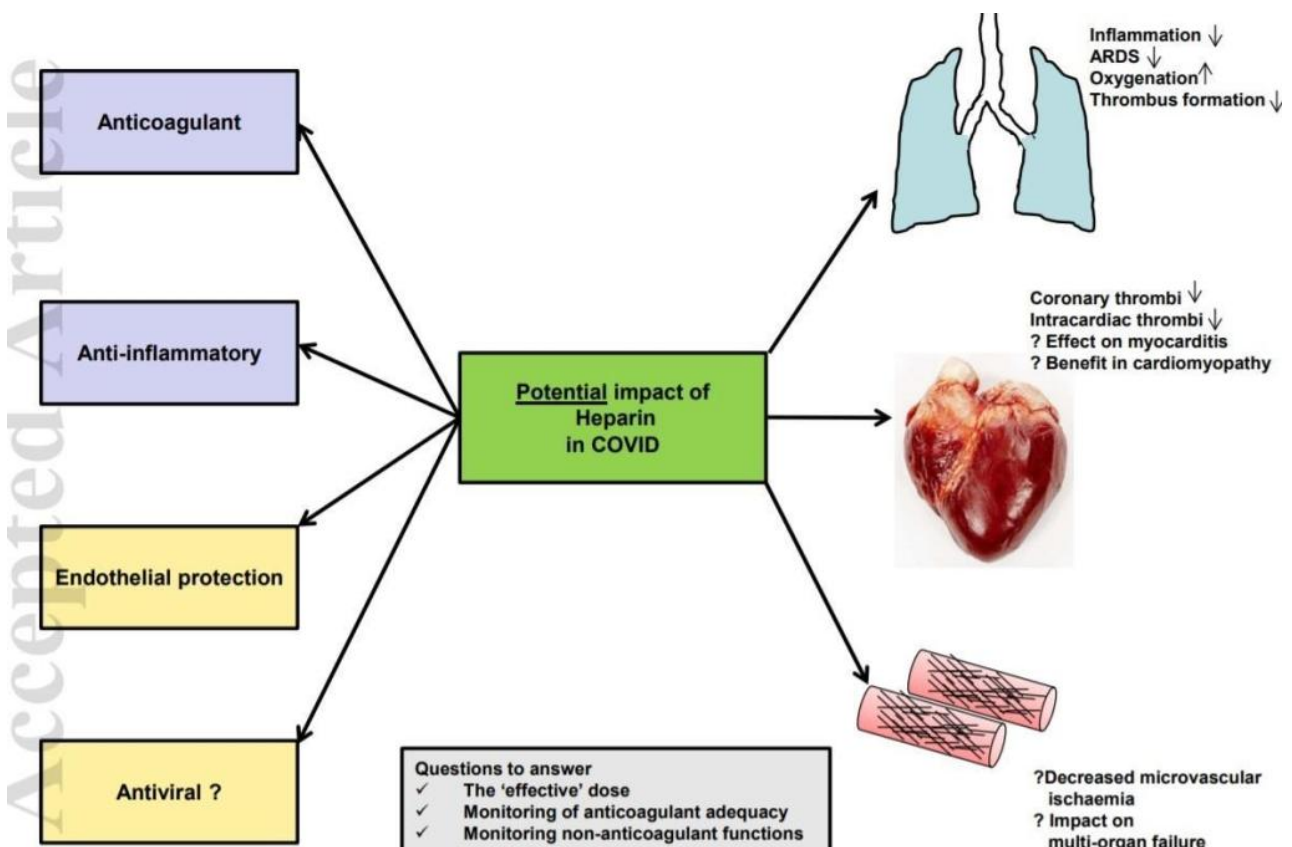 Accepted Article
Anticoagulant
Anti-inflammatory
Endothelial protection
Antiviral ?
Potential impact of
Heparin
in COVID
Inflammation ↓
ARDS ↓
Oxygenation↑
Thrombus formation ↓
Coronary thrombi ↓
Intracardiac thrombi ↓
? Effect on myocarditis
? Benefit in cardiomyopathy
?Decreased microvascular
ischaemia
? Impact on
multi-organ failure
Questions to answer
✓ The 'effective' dose
✓ Monitoring of anticoagulant adequacy
✓ Monitoring non-anticoagulant functions